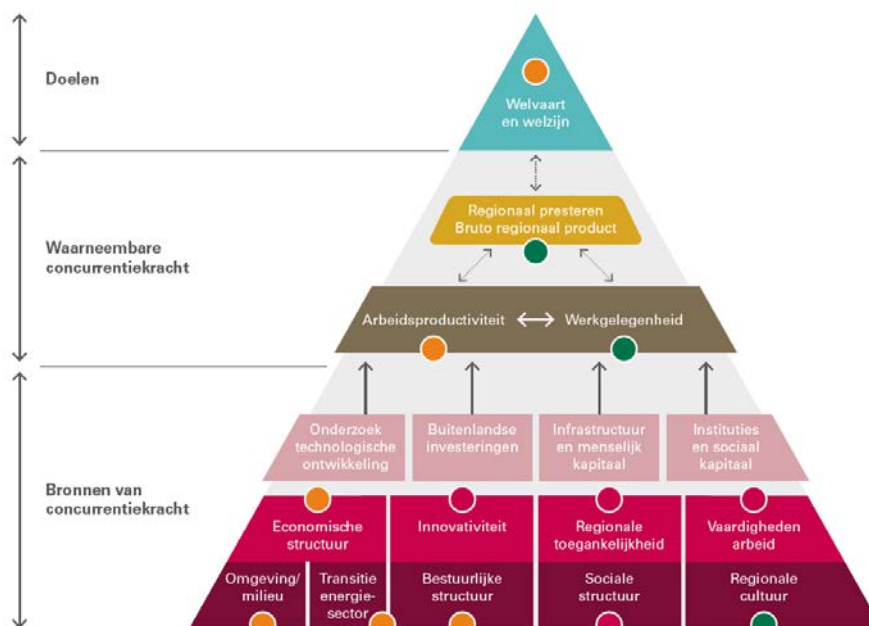 Doelen
Welvaart
en welzijn
Waarneembare
concurrentiekracht
Regionaal presteren
Bruto regionaal product
Arbeidsproductiviteit
Werkgelegenheid
Bronnen van
concurrentiekracht
Onderzoek
technologische
ontwikkeling
Buitenlandse
investeringen
Infrastructuur
en menselijk
kapitaal
Instituties
en sociaal
kapitaal
Economische
structuur
Innovativiteit
Regionale
toegankelijkheid
Vaardigheden
arbeid
Omgeving/
milieu
Transitie
energie-
sector
Bestuurlijke
structuur
Sociale
structuur
Regionale
cultuur